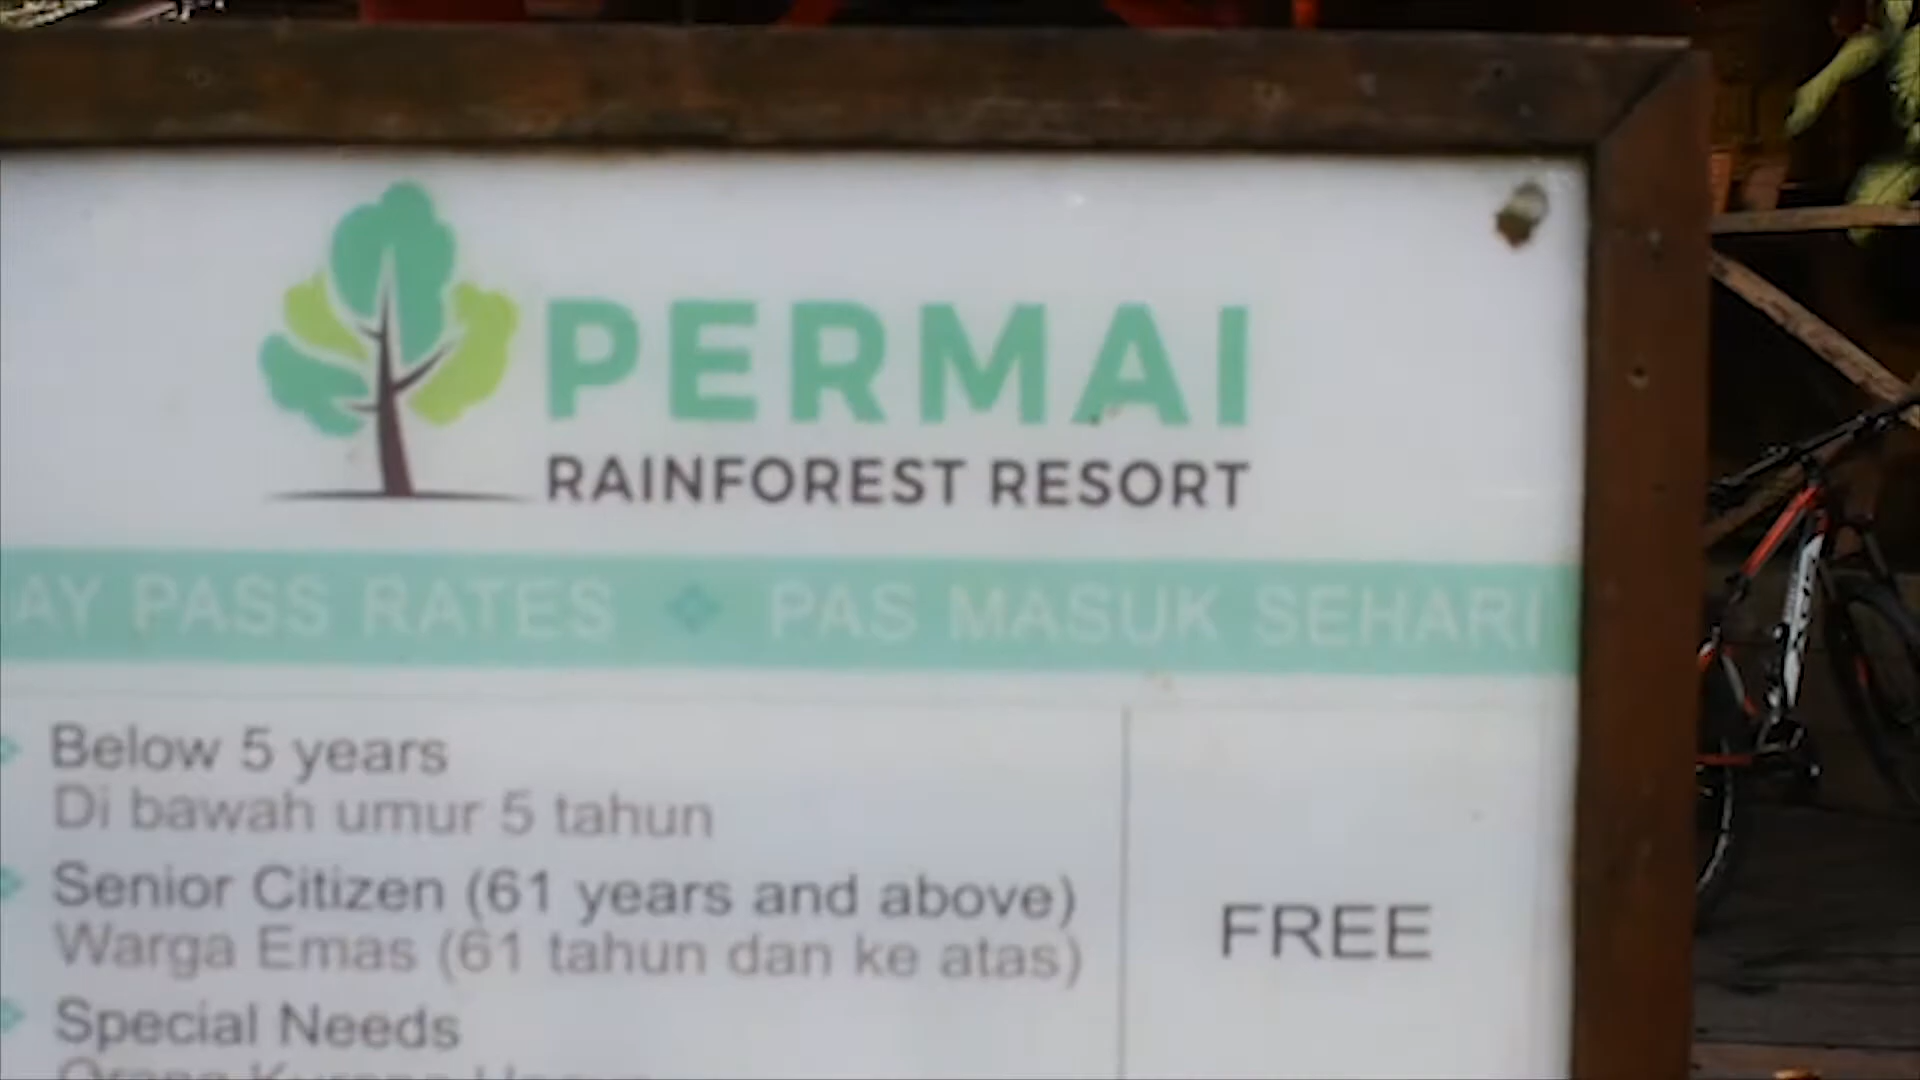 PERMAI
RAINFOREST RESORT
AY PASS RATES PAS MASUK SEHARI
Below 5 years
Di bawah umur 5 tahun
Senior Citizen (61 years and above)
Warga Emas (61 tahun dan ke atas)
FREE
Special Needs